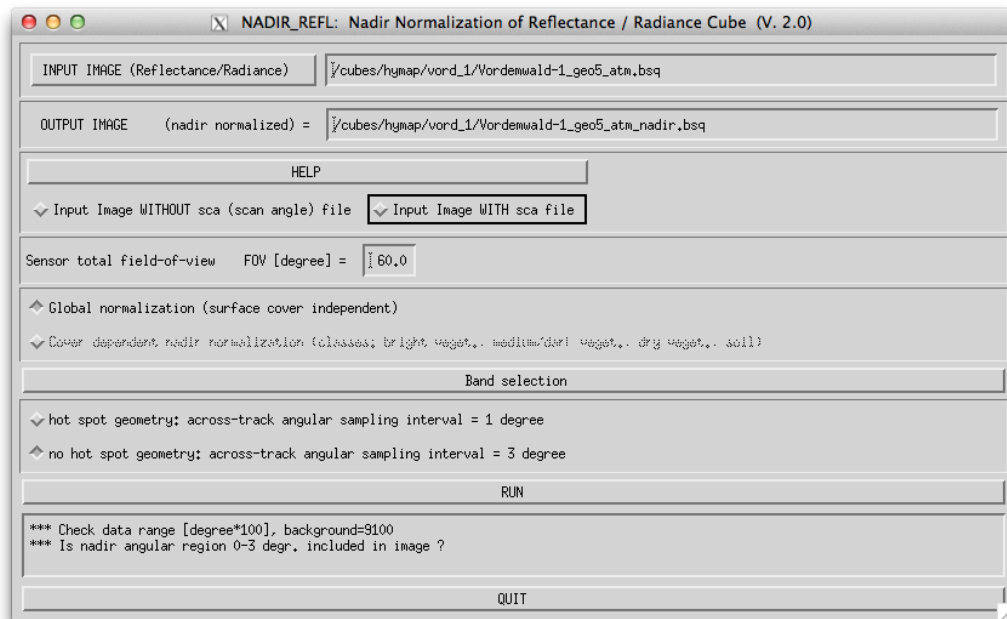 NADIR_REFL: Nadir Normalization of Reflectance / Radiance Cube (V. 2.0)
INPUT IMAGE (Reflectance/Radiance) /cubes/hymap/vord_1/Vordemwald-1_geo5_atm.bsq
OUTPUT IMAGE (nadir normalized) = /cubes/hymap/vord_1/Vordemwald-1_geo5_atm_nadir.bsq
HELP
Input Image WITHOUT sca (scan angle) file Input Image WITH sca file
Sensor total field-of-view FOV [degree] = 60.0
Global normalization (surface cover independent)
Cover dependent nadir normalization (classes: bright veget., medium/dark veget., dry veget., soil)
Band selection
hot spot geometry: across-track angular sampling interval = 1 degree
no hot spot geometry: across-track angular sampling interval = 3 degree
RUN
*** Check data range [degree*100], background=9100
*** Is nadir angular region 0-3 degr. included in image ?
QUIT